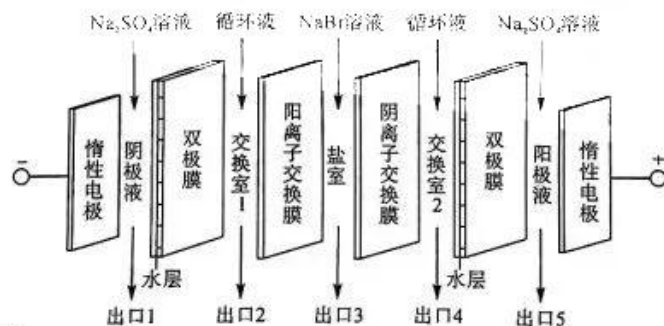 Na₂SO₄溶液 循环液 NaBr溶液 循环液 Na₂SO₄溶液
− 惰性电极 阴极液 双极膜 交换室1 阳离子交换膜 盐室 阴离子交换膜 交换室2 双极膜 阳极液 惰性电极 +
水层 水层
出口1 出口2 出口3 出口4 出口5